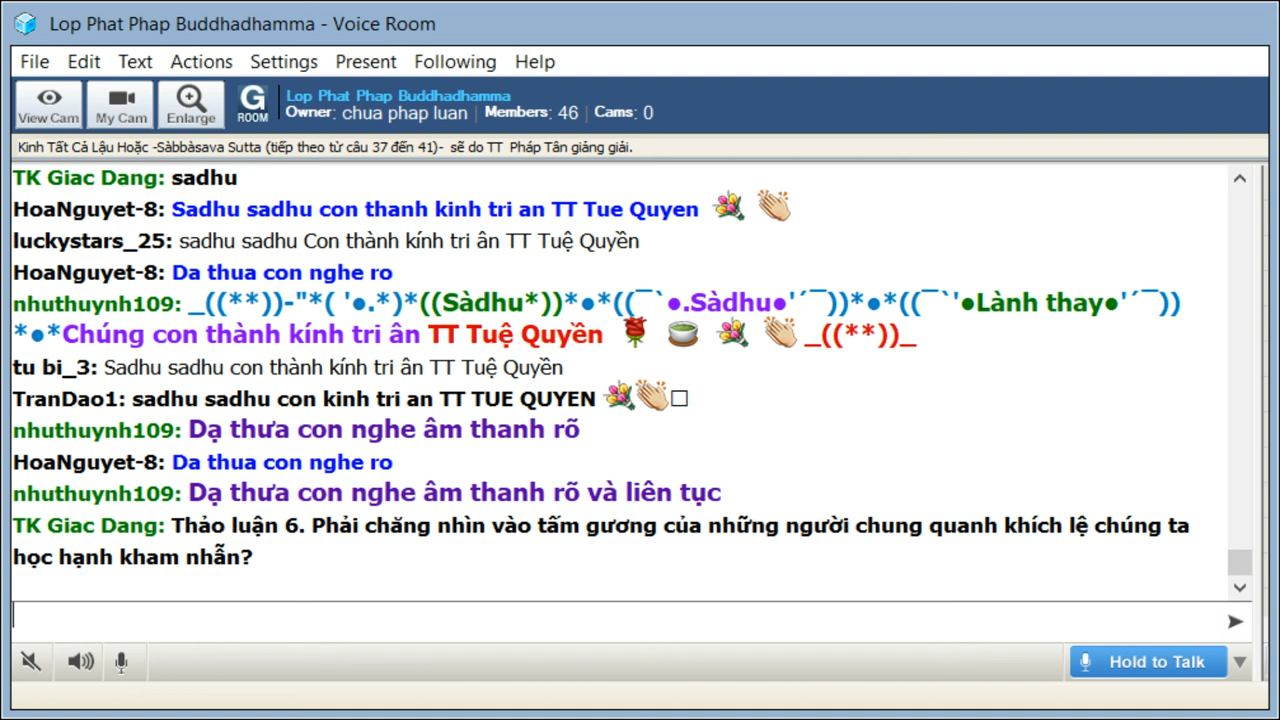 Lop Phat Phap Buddhadhamma - Voice Room
File Edit Text Actions Settings Present Following Help
View Cam My Cam Enlarge G ROOM
Lop Phat Phap Buddhadhamma
Owner: chua phap luan | Members: 46 | Cams: 0
Kinh Tất Cả Lậu Hoặc -Sàbbàsava Sutta (tiếp theo từ câu 37 đến 41)- sẽ do TT Pháp Tân giảng giải.
TK Giac Dang: sadhu
HoaNguyet-8: Sadhu sadhu con thanh kinh tri an TT Tue Quyen
luckystars_25: sadhu sadhu Con thành kính tri ân TT Tuệ Quyền
HoaNguyet-8: Da thua con nghe ro
nhuthuynh109: _((**))-"*( '●.*)*((Sàdhu*))*●*((¯`●.Sàdhu●'´¯))*●*((¯`'●Lành thay●'´¯))
*●*Chúng con thành kính tri ân TT Tuệ Quyền 🌹 🍵 💐 👏 _((**))_
tu bi_3: Sadhu sadhu con thành kính tri ân TT Tuệ Quyền
TranDao1: sadhu sadhu con kinh tri an TT TUE QUYEN
nhuthuynh109: Dạ thưa con nghe âm thanh rõ
HoaNguyet-8: Da thua con nghe ro
nhuthuynh109: Dạ thưa con nghe âm thanh rõ và liên tục
TK Giac Dang: Thảo luận 6. Phải chăng nhìn vào tấm gương của những người chung quanh khích lệ chúng ta
học hạnh kham nhẫn?
Hold to Talk